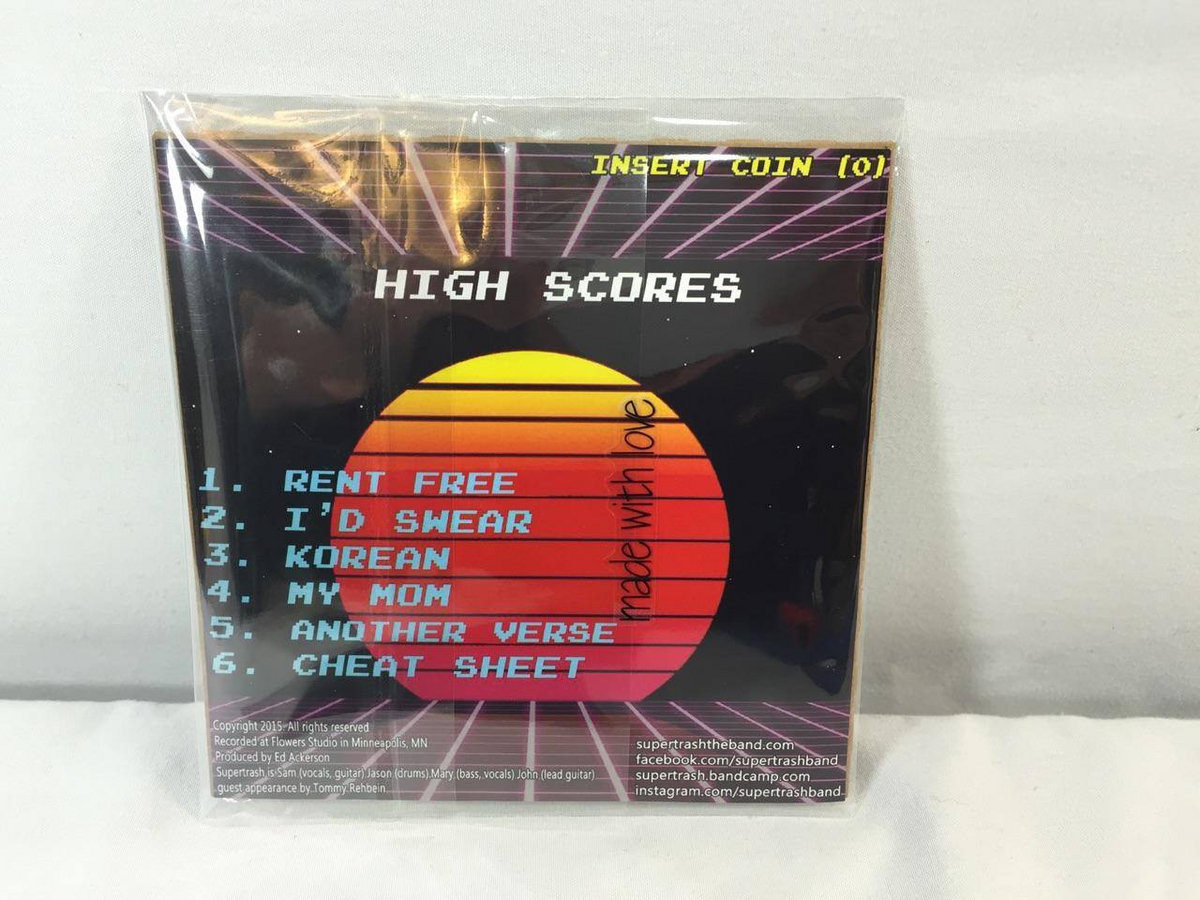 INSERT COIN (0)
HIGH SCORES
made with love
1. RENT FREE
2. I'D SWEAR
3. KOREAN
4. MY MOM
5. ANOTHER VERSE
6. CHEAT SHEET
Copyright 2015. All rights reserved
Recorded at Flowers Studio in Minneapolis, MN
Produced by Ed Ackerson
Supertrash is Sam (vocals, guitar) Jason (drums) Mary (bass, vocals) John (lead guitar)
guest appearance by Tommy Rehbein
supertrashtheband.com
facebook.com/supertrashband
supertrash.bandcamp.com
instagram.com/supertrashband